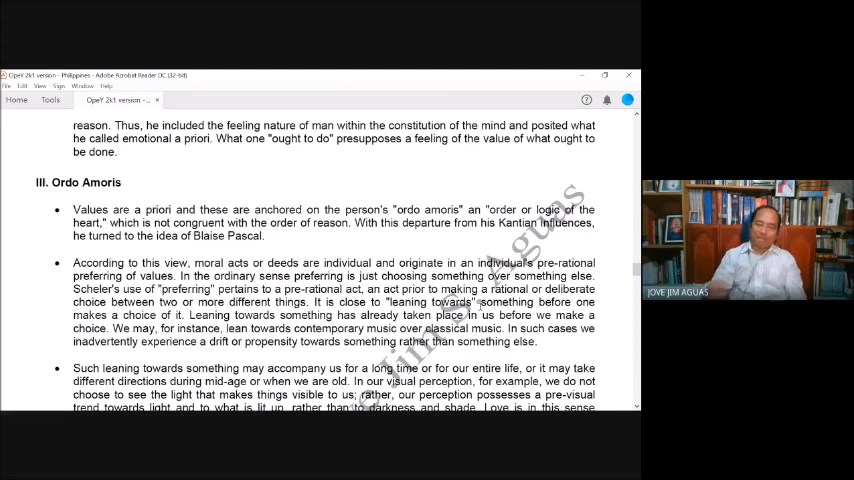 OpeY 2k1 version - Philippines - Adobe Acrobat Reader DC (32-bit)
File Edit View Sign Window Help
Home Tools OpeY 2k1 version -... ×
reason. Thus, he included the feeling nature of man within the constitution of the mind and posited what
he called emotional a priori. What one "ought to do" presupposes a feeling of the value of what ought to
be done.
III. Ordo Amoris
• Values are a priori and these are anchored on the person's "ordo amoris" an "order or logic of the
heart," which is not congruent with the order of reason. With this departure from his Kantian influences,
he turned to the idea of Blaise Pascal.
• According to this view, moral acts or deeds are individual and originate in an individual's pre-rational
preferring of values. In the ordinary sense preferring is just choosing something over something else.
Scheler's use of "preferring" pertains to a pre-rational act, an act prior to making a rational or deliberate
choice between two or more different things. It is close to "leaning towards" something before one
makes a choice of it. Leaning towards something has already taken place in us before we make a
choice. We may, for instance, lean towards contemporary music over classical music. In such cases we
inadvertently experience a drift or propensity towards something rather than something else.
• Such leaning towards something may accompany us for a long time or for our entire life, or it may take
different directions during mid-age or when we are old. In our visual perception, for example, we do not
choose to see the light that makes things visible to us; rather, our perception possesses a pre-visual
trend towards light and to what is lit up, rather than to darkness and shade. Love is in this sense
Jim S. Aguas
JOVE JIM AGUAS